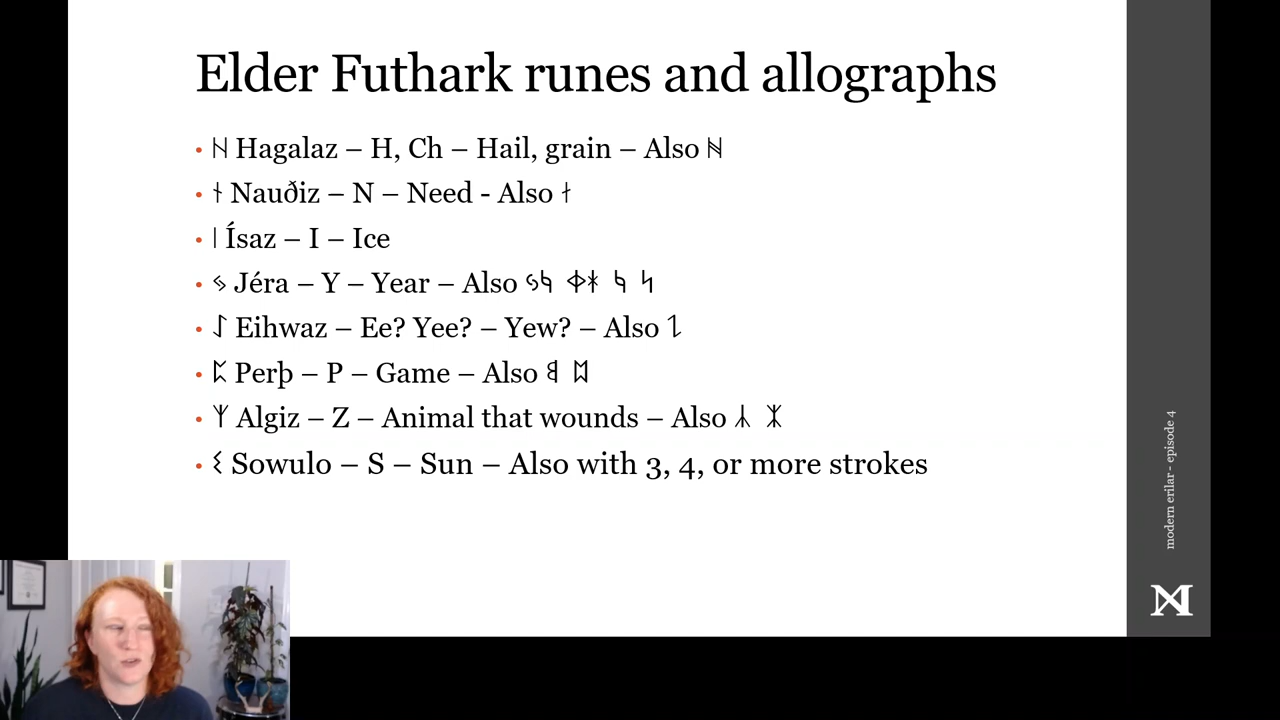 Elder Futhark runes and allographs
• ᚺ Hagalaz – H, Ch – Hail, grain – Also ᚻ
• ᚾ Nauðiz – N – Need - Also ᚿ
• ᛁ Ísaz – I – Ice
• ᛃ Jéra – Y – Year – Also
• ᛇ Eihwaz – Ee? Yee? – Yew? – Also
• ᛈ Perþ – P – Game – Also
• ᛉ Algiz – Z – Animal that wounds – Also ᛦ ᛯ
• ᛊ Sowulo – S – Sun – Also with 3, 4, or more strokes
modern erilar - episode 4